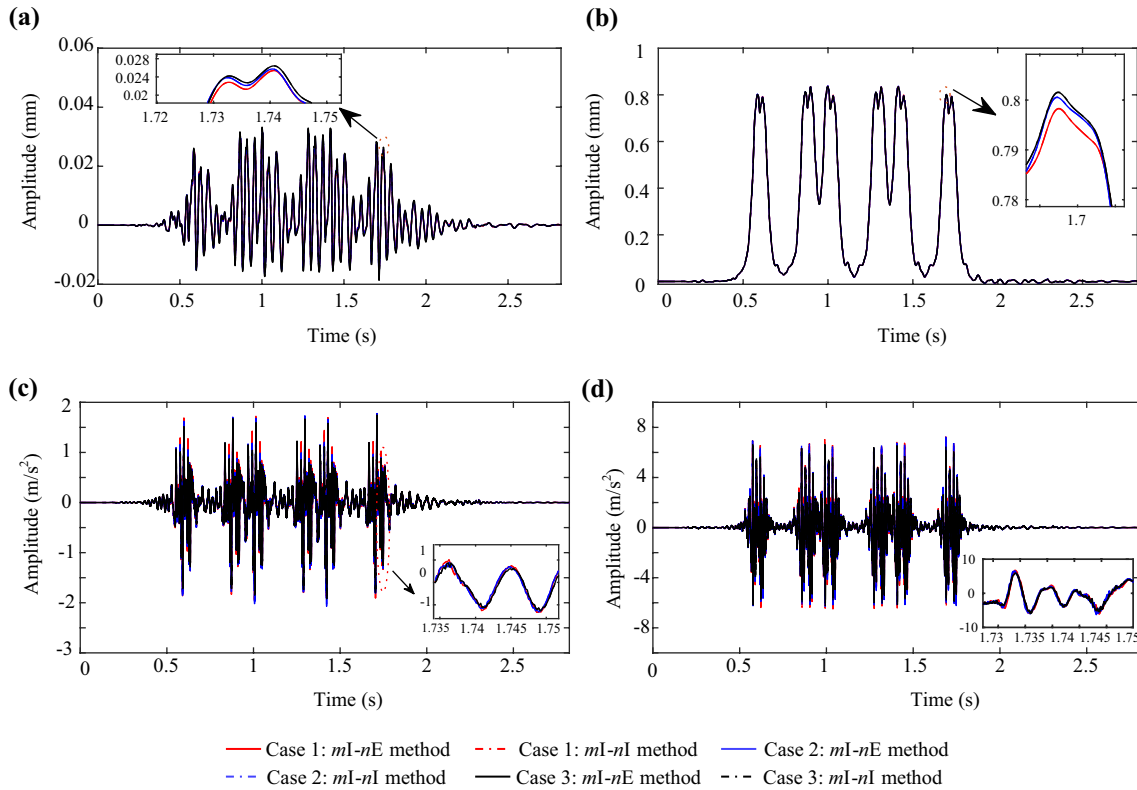 (a)
Amplitude (mm)
0.06
0.04
0.02
0
-0.02
0.028
0.024
0.02
1.72 1.73 1.74 1.75
0 0.5 1 1.5 2 2.5
Time (s)
(b)
Amplitude (mm)
1
0.8
0.6
0.4
0.2
0
0.8
0.79
0.78
1.7
0 0.5 1 1.5 2 2.5
Time (s)
(c)
Amplitude (m/s²)
2
1
0
-1
-2
-3
1
0
-1
1.735 1.74 1.745 1.75
0 0.5 1 1.5 2 2.5
Time (s)
(d)
Amplitude (m/s²)
8
4
0
-4
-8
10
0
-10
1.73 1.735 1.74 1.745 1.75
0 0.5 1 1.5 2 2.5
Time (s)
Case 1: mI-nE method Case 1: mI-nI method Case 2: mI-nE method
Case 2: mI-nI method Case 3: mI-nE method Case 3: mI-nI method